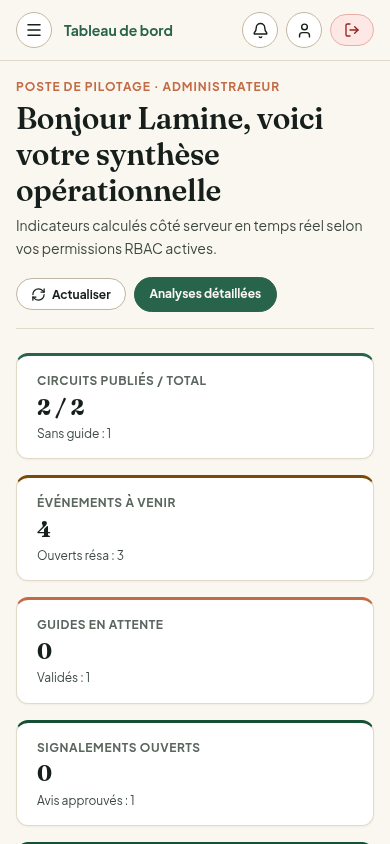 Tableau de bord
POSTE DE PILOTAGE · ADMINISTRATEUR
Bonjour Lamine, voici
votre synthèse
opérationnelle
Indicateurs calculés côté serveur en temps réel selon
vos permissions RBAC actives.
Actualiser
Analyses détaillées
CIRCUITS PUBLIÉS / TOTAL
2 / 2
Sans guide : 1
ÉVÉNEMENTS À VENIR
4
Ouverts résa : 3
GUIDES EN ATTENTE
0
Validés : 1
SIGNALEMENTS OUVERTS
0
Avis approuvés : 1